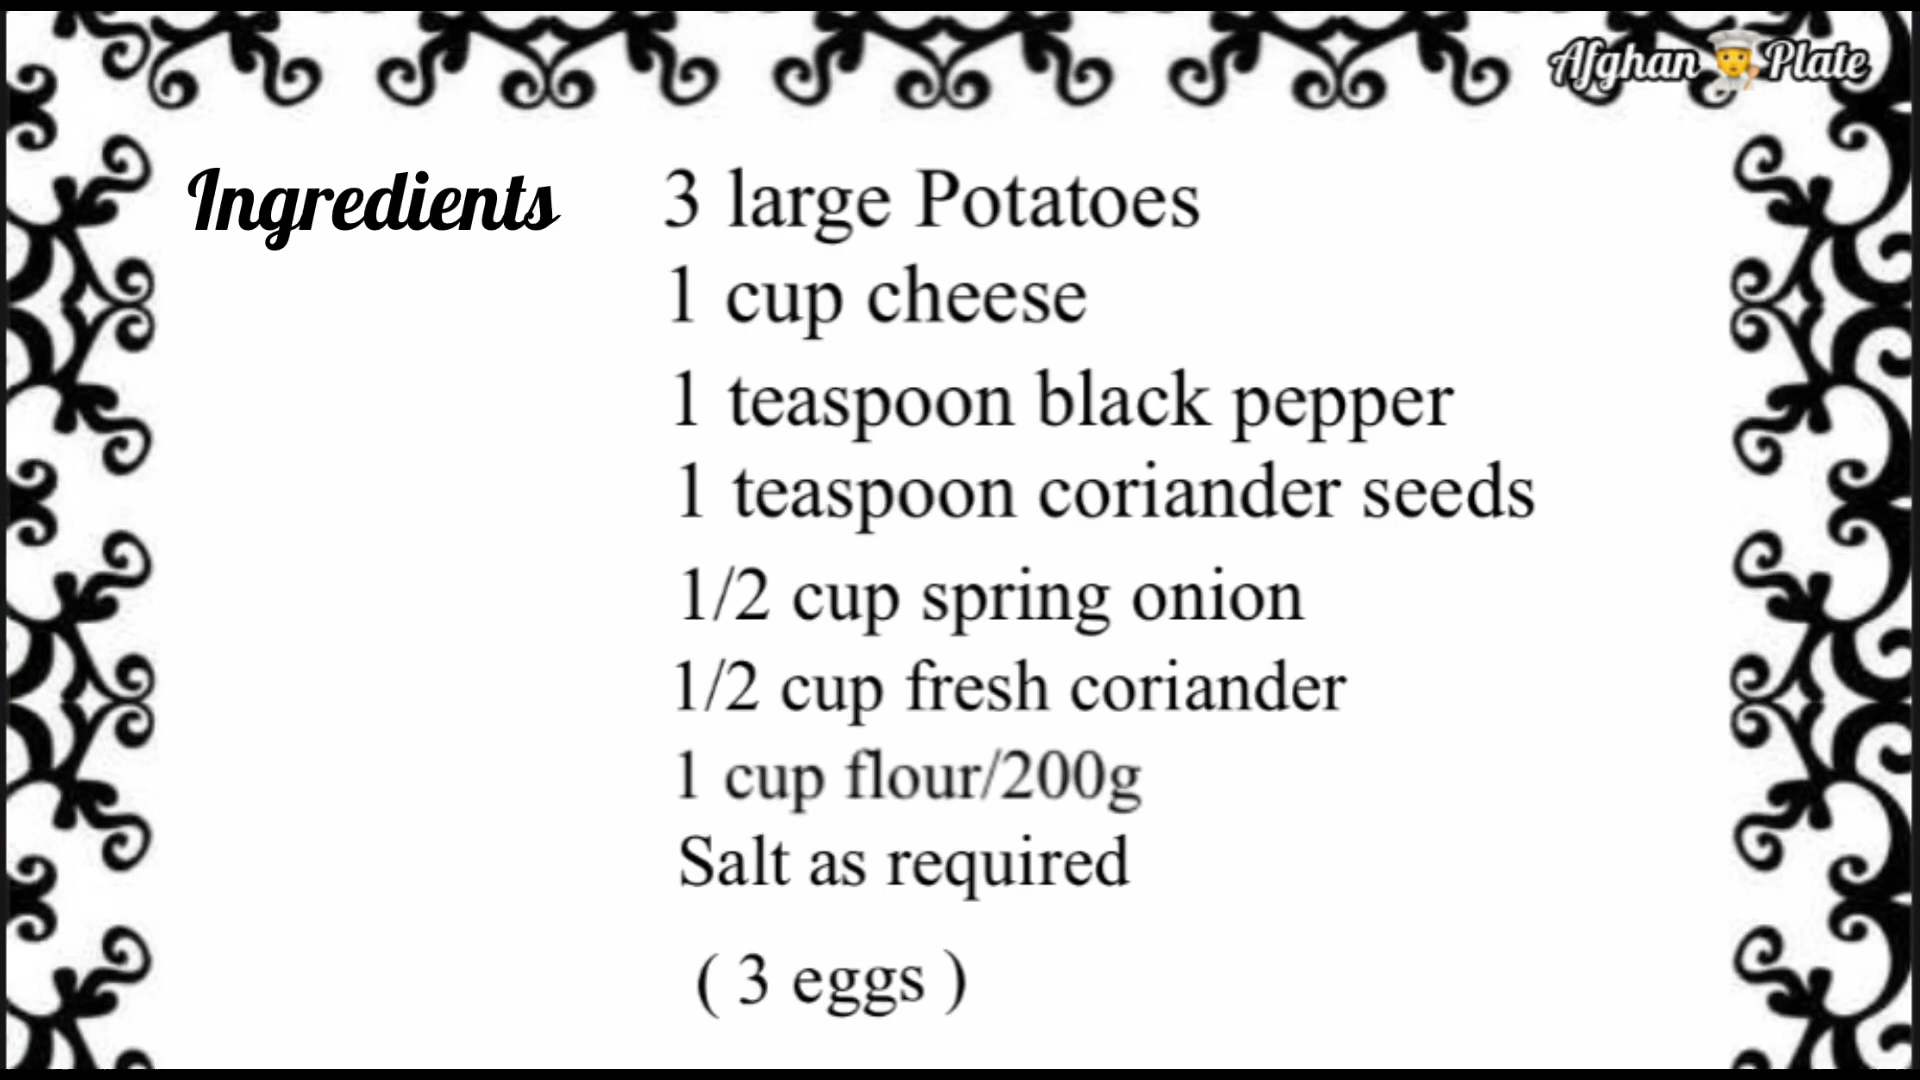 Afghan Plate
Ingredients
3 large Potatoes
1 cup cheese
1 teaspoon black pepper
1 teaspoon coriander seeds
1/2 cup spring onion
1/2 cup fresh coriander
1 cup flour/200g
Salt as required
( 3 eggs )